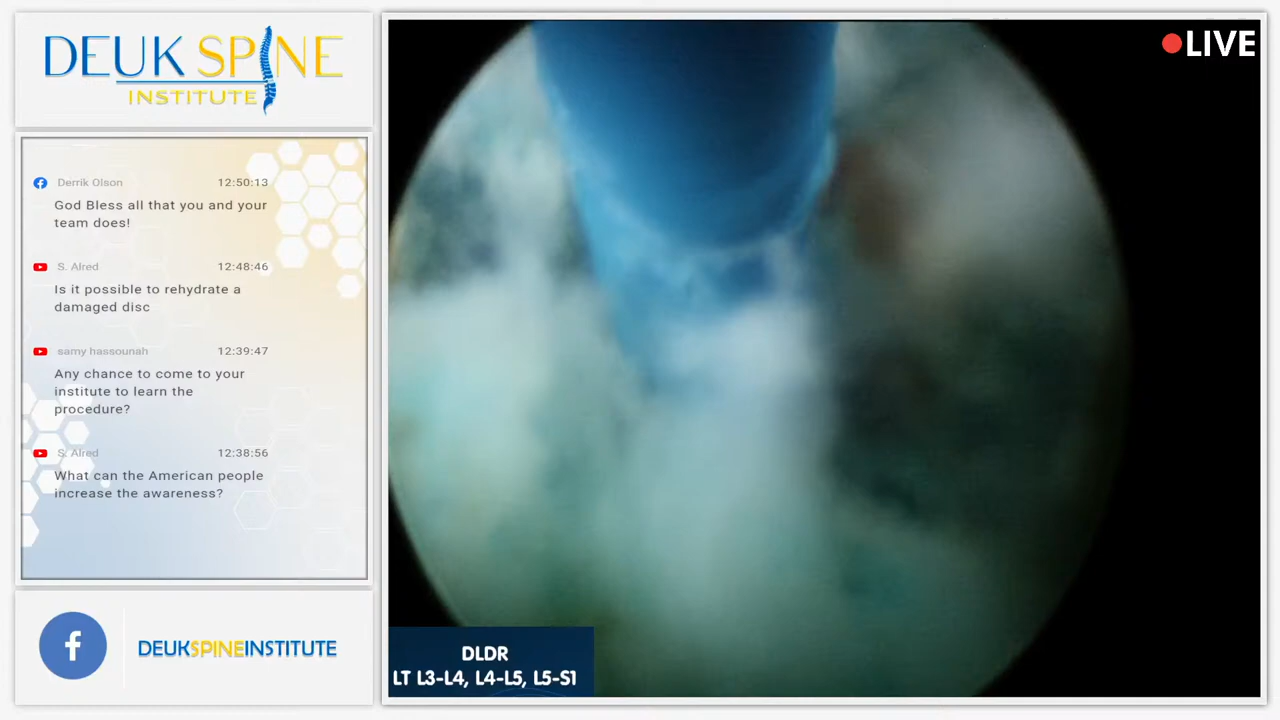 DEUK SPINE
INSTITUTE
Derrik Olson 12:50:13
God Bless all that you and your
team does!
S. Alred 12:48:46
Is it possible to rehydrate a
damaged disc
samy hassounah 12:39:47
Any chance to come to your
institute to learn the
procedure?
S. Alred 12:38:56
What can the American people
increase the awareness?
f DEUKSPINEINSTITUTE
LIVE
DLDR
LT L3-L4, L4-L5, L5-S1